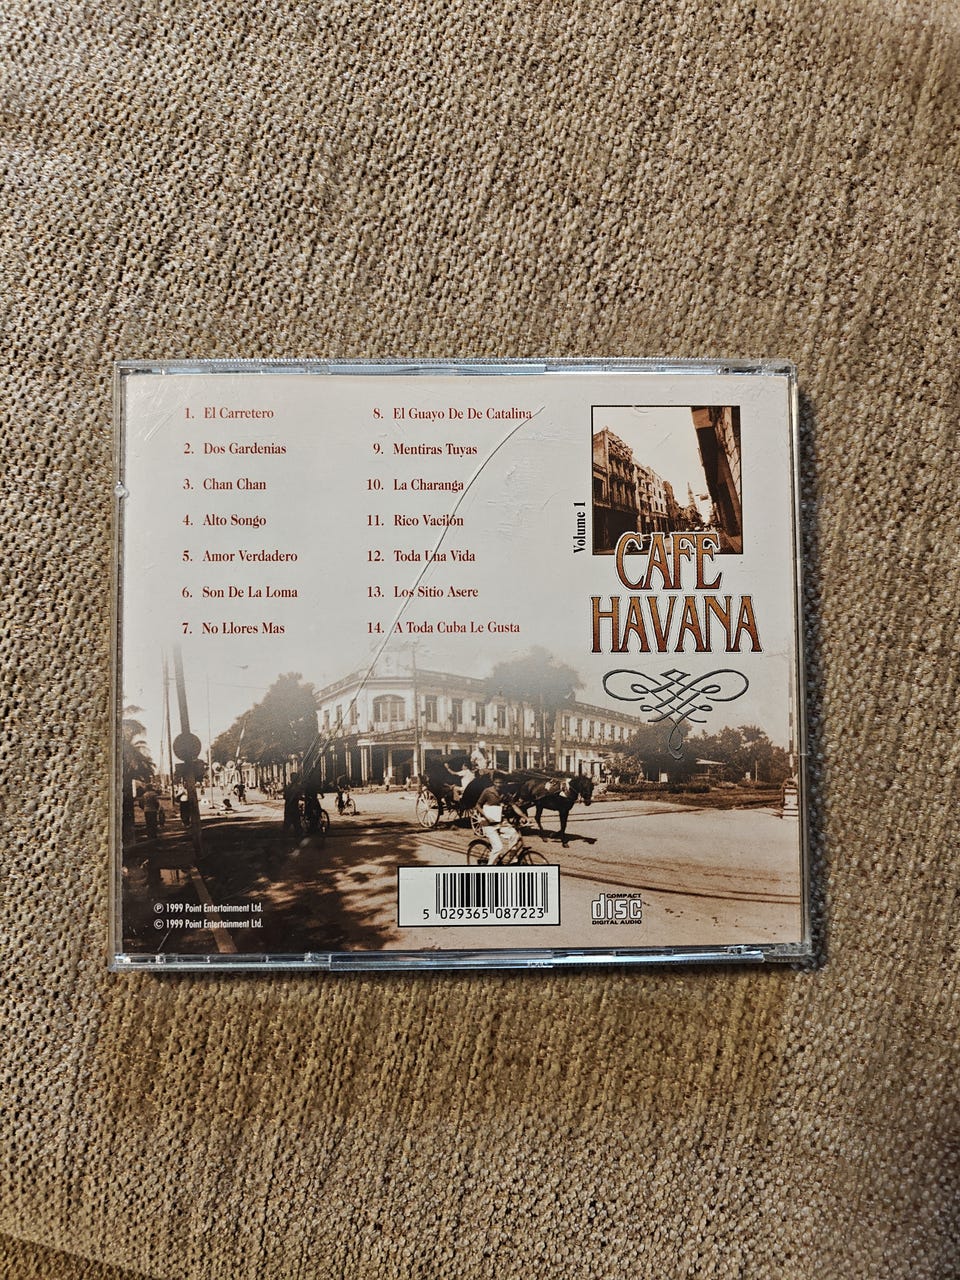 1. El Carretero
2. Dos Gardenias
3. Chan Chan
4. Alto Songo
5. Amor Verdadero
6. Son De La Loma
7. No Llores Mas
8. El Guayo De De Catalina
9. Mentiras Tuyas
10. La Charanga
11. Rico Vacilón
12. Toda Una Vida
13. Los Sitio Asere
14. A Toda Cuba Le Gusta
Volume 1
CAFE
HAVANA
℗ 1999 Point Entertainment Ltd.
© 1999 Point Entertainment Ltd.
5 029365 087223
COMPACT
disc
DIGITAL AUDIO